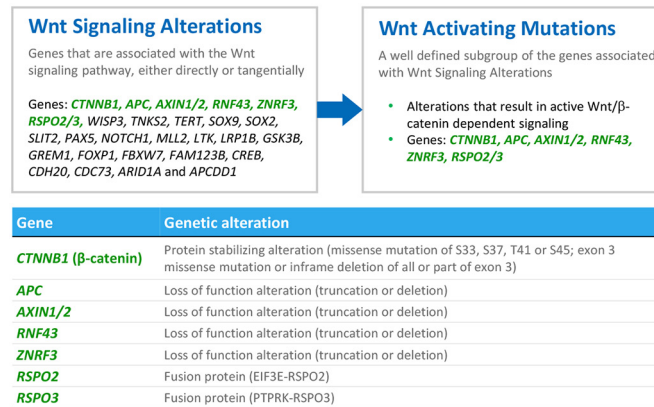 Wnt Signaling Alterations
Genes that are associated with the Wnt
signaling pathway, either directly or tangentially
Genes: CTNNB1, APC, AXIN1/2, RNF43, ZNRF3,
RSPO2/3, WISP3, TNKS2, TERT, SOX9, SOX2,
SLIT2, PAX5, NOTCH1, MLL2, LTK, LRP1B, GSK3B,
GREM1, FOXP1, FBXW7, FAM123B, CREB,
CDH20, CDC73, ARID1A and APCDD1
Wnt Activating Mutations
A well defined subgroup of the genes associated
with Wnt Signaling Alterations
• Alterations that result in active Wnt/β-
catenin dependent signaling
• Genes: CTNNB1, APC, AXIN1/2, RNF43,
ZNRF3, RSPO2/3
Gene Genetic alteration
CTNNB1 (β-catenin) Protein stabilizing alteration (missense mutation of S33, S37, T41 or S45; exon 3
missense mutation or inframe deletion of all or part of exon 3)
APC Loss of function alteration (truncation or deletion)
AXIN1/2 Loss of function alteration (truncation or deletion)
RNF43 Loss of function alteration (truncation or deletion)
ZNRF3 Loss of function alteration (truncation or deletion)
RSPO2 Fusion protein (EIF3E-RSPO2)
RSPO3 Fusion protein (PTPRK-RSPO3)